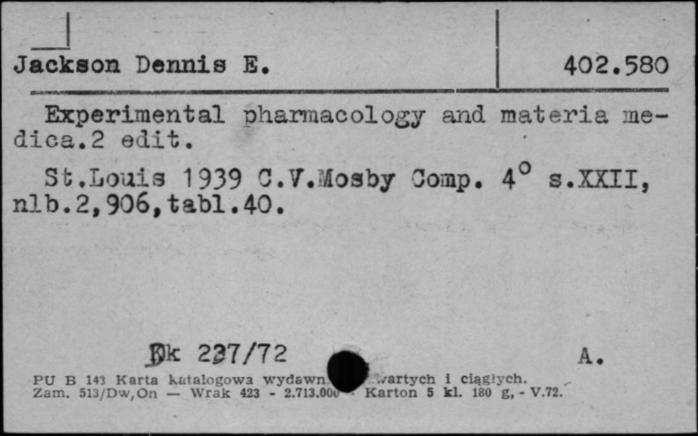 Jackson Dennis E. 402.580
Experimental pharmacology and materia me-
dica.2 edit.
St.Louis 1939 C.V.Mosby Comp. 4° s.XXII,
nlb.2,906,tabl.40.
Dk 227/72 A.
PU B 143 Karta katalogowa wydawn. wartych i ciągłych.
Zam. 513/Dw,On — Wrak 423 - 2.713.000 - Karton 5 kl. 180 g, - V.72.